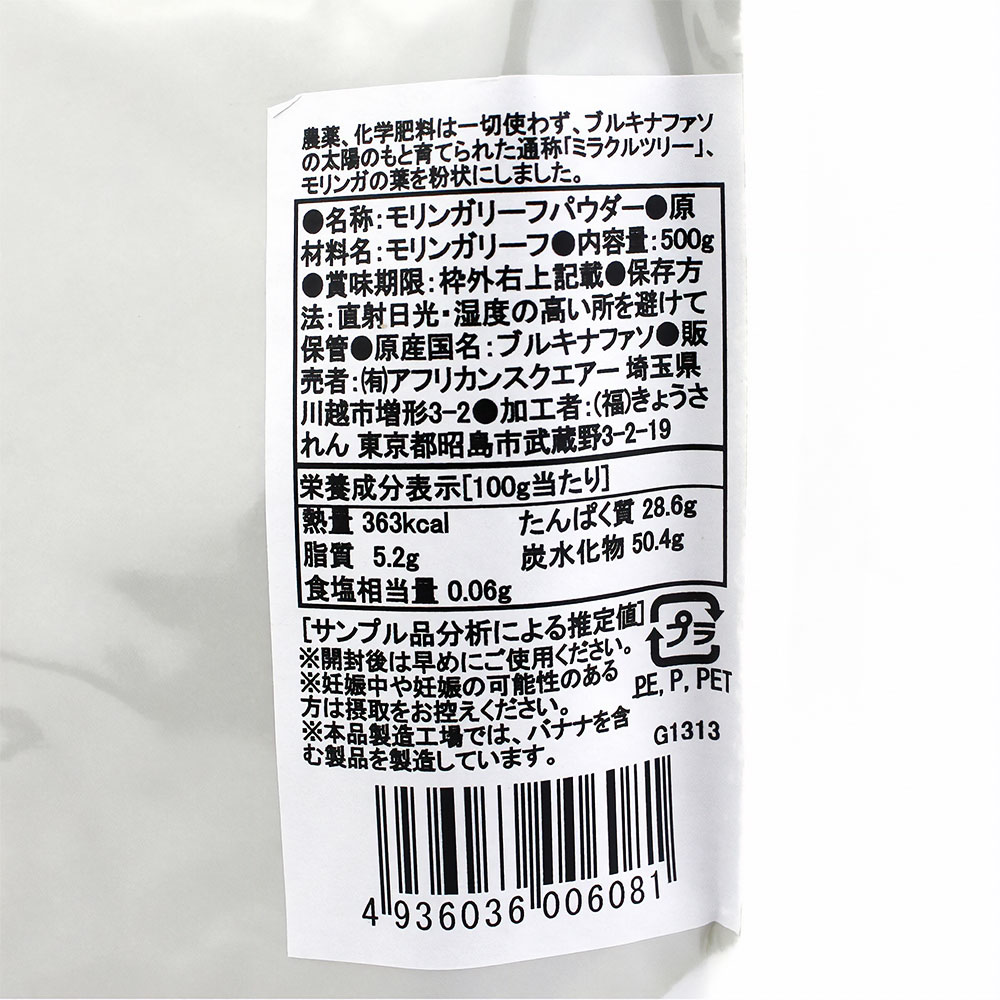 農薬、化学肥料は一切使わず、ブルキナファソ
の太陽のもと育てられた通称「ミラクルツリー」、
モリンガの葉を粉状にしました。
●名称:モリンガリーフパウダー●原
材料名:モリンガリーフ●内容量:500g
●賞味期限:枠外右上記載●保存方
法:直射日光・湿度の高い所を避けて
保管●原産国名:ブルキナファソ●販
売者:㈲アフリカンスクエアー 埼玉県
川越市増形3-2●加工者:(福)きょうさ
れん 東京都昭島市武蔵野3-2-19
栄養成分表示[100g当たり]
熱量 363kcal たんぱく質 28.6g
脂質 5.2g 炭水化物 50.4g
食塩相当量 0.06g
[サンプル品分析による推定値]
※開封後は早めにご使用ください。
※妊娠中や妊娠の可能性のある
方は摂取をお控えください。
※本品製造工場では、バナナを含
む製品を製造しています。
プラ
PE, P, PET
G1313
4 936036 006081